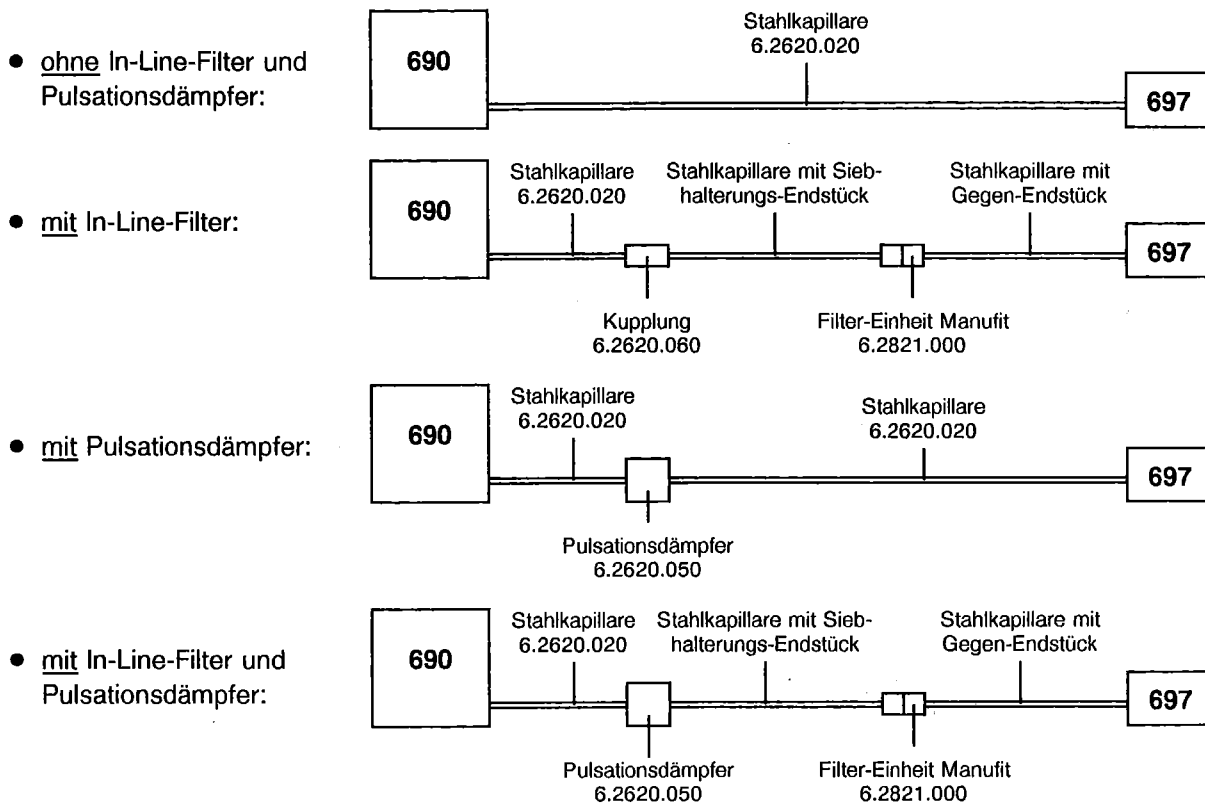 Stahlkapillare
6.2620.020
● ohne In-Line-Filter und
Pulsationsdämpfer:
690
697
● mit In-Line-Filter:
690
Stahlkapillare
6.2620.020
Stahlkapillare mit Sieb-
halterungs-Endstück
Stahlkapillare mit
Gegen-Endstück
697
Kupplung
6.2620.060
Filter-Einheit Manufit
6.2821.000
● mit Pulsationsdämpfer:
690
Stahlkapillare
6.2620.020
Stahlkapillare
6.2620.020
697
Pulsationsdämpfer
6.2620.050
● mit In-Line-Filter und
Pulsationsdämpfer:
690
Stahlkapillare
6.2620.020
Stahlkapillare mit Sieb-
halterungs-Endstück
Stahlkapillare mit
Gegen-Endstück
697
Pulsationsdämpfer
6.2620.050
Filter-Einheit Manufit
6.2821.000